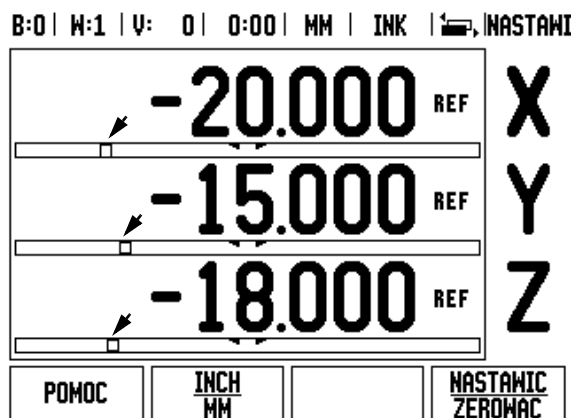 B:0 | W:1 | V: 0 | 0:00 | MM | INK | NASTAWI
-20.000 REF X
-15.000 REF Y
-18.000 REF Z
POMOC
INCH
MM
NASTAWIC
ZEROWAC